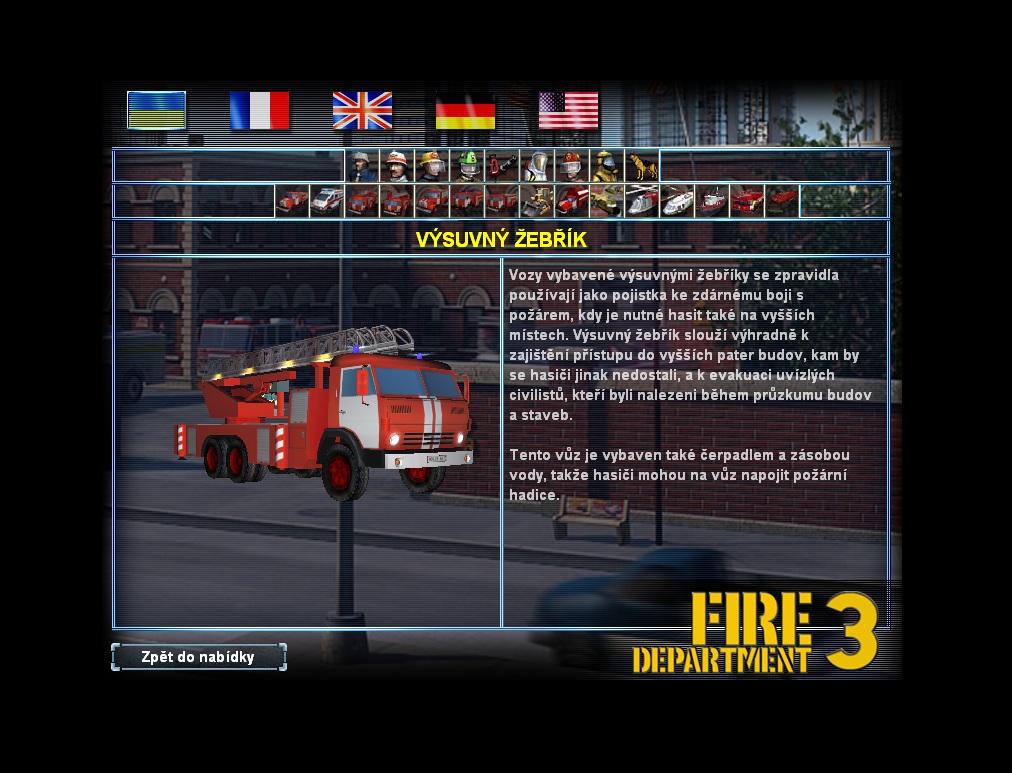 VÝSUVNÝ ŽEBŘÍK
Vozy vybavené výsuvnými žebříky se zpravidla
používají jako pojistka ke zdárnému boji s
požárem, kdy je nutné hasit také na vyšších
místech. Výsuvný žebřík slouží výhradně k
zajištění přístupu do vyšších pater budov, kam by
se hasiči jinak nedostali, a k evakuaci uvízlých
civilistů, kteří byli nalezeni během průzkumu budov
a staveb.
Tento vůz je vybaven také čerpadlem a zásobou
vody, takže hasiči mohou na vůz napojit požární
hadice.
FIRE
DEPARTMENT 3
Zpět do nabídky